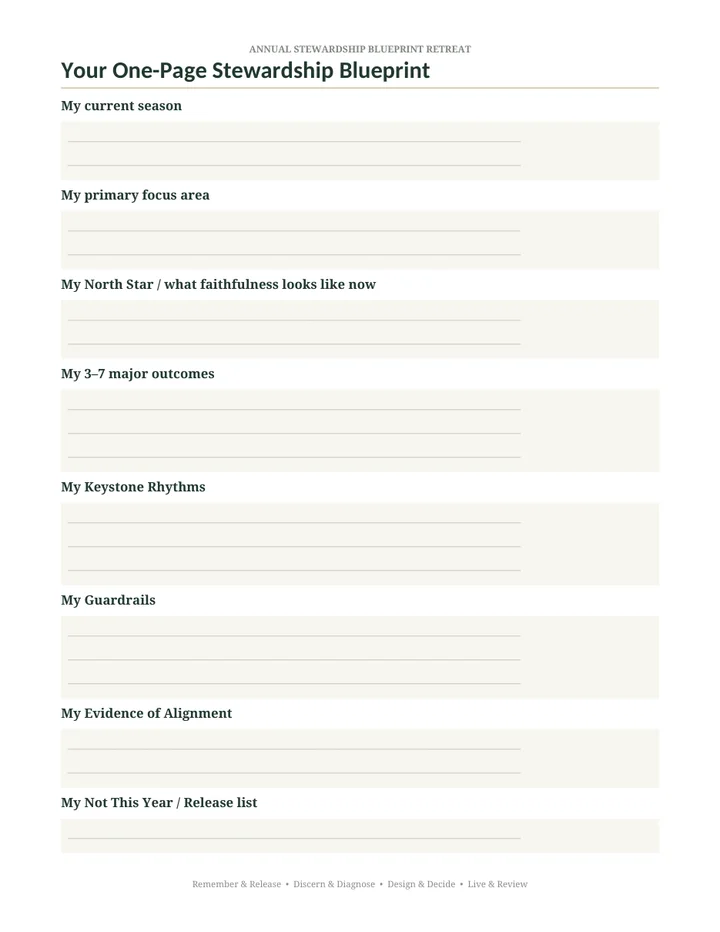 ANNUAL STEWARDSHIP BLUEPRINT RETREAT
Your One-Page Stewardship Blueprint
My current season
My primary focus area
My North Star / what faithfulness looks like now
My 3–7 major outcomes
My Keystone Rhythms
My Guardrails
My Evidence of Alignment
My Not This Year / Release list
Remember & Release • Discern & Diagnose • Design & Decide • Live & Review